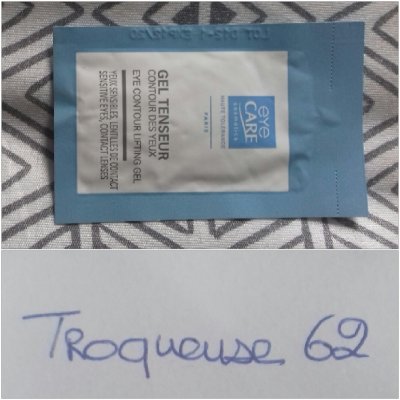 eye
CARE
cosmetics
HAUTE TOLÉRANCE
PARIS
GEL TENSEUR
CONTOUR DES YEUX
EYE CONTOUR LIFTING GEL
YEUX SENSIBLES, LENTILLES DE CONTACT
SENSITIVE EYES, CONTACT LENSES
Troqueuse 62